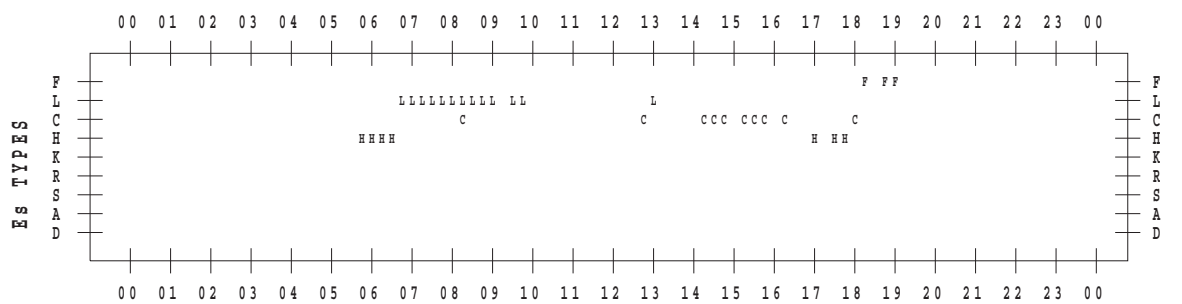 00 01 02 03 04 05 06 07 08 09 10 11 12 13 14 15 16 17 18 19 20 21 22 23 00
Es TYPES
F F FF F
L LLLLLLLLLL LL L L
C C C CCC CCC C C C
H HHHH H HH H
K K
R R
S S
A A
D D
00 01 02 03 04 05 06 07 08 09 10 11 12 13 14 15 16 17 18 19 20 21 22 23 00